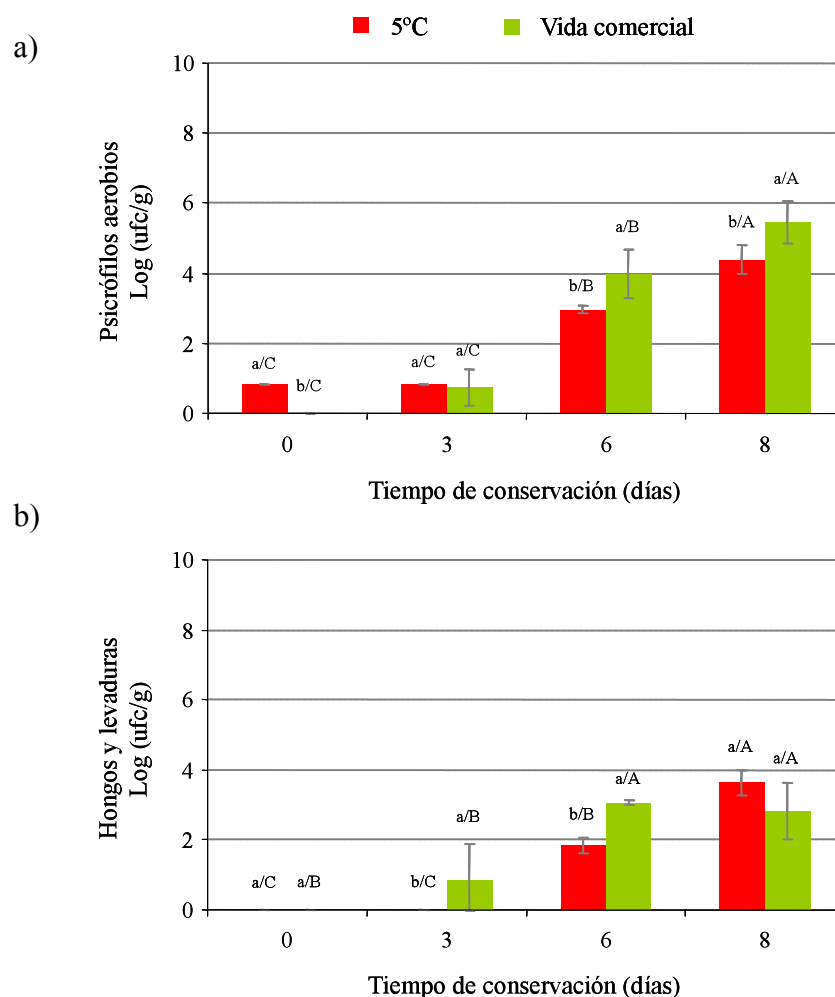 5ºC Vida comercial
a)
Psicrófilos aerobios
Log (ufc/g)
10
8
6
4
2
0
a/C b/C a/C a/C b/B a/B b/A a/A
0 3 6 8
Tiempo de conservación (días)
b)
Hongos y levaduras
Log (ufc/g)
10
8
6
4
2
0
a/C a/B b/C a/B b/B a/A a/A a/A
0 3 6 8
Tiempo de conservación (días)